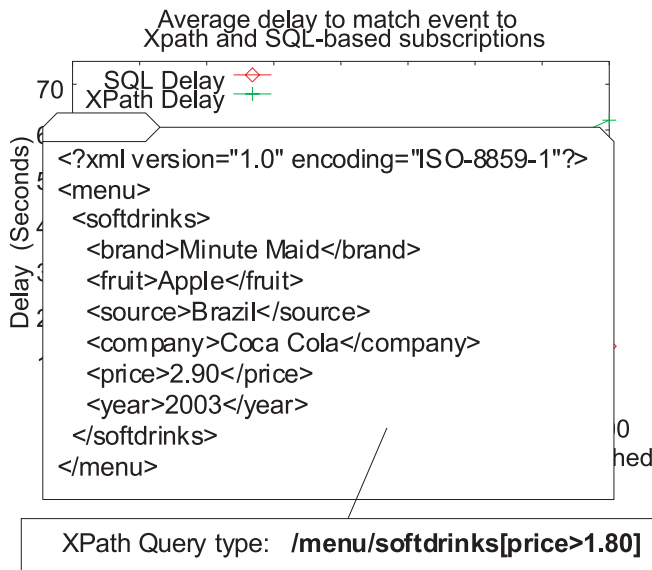 Average delay to match event to
Xpath and SQL-based subscriptions
70
SQL Delay
XPath Delay
Delay (Seconds)
<?xml version="1.0" encoding="ISO-8859-1"?>
<menu>
<softdrinks>
<brand>Minute Maid</brand>
<fruit>Apple</fruit>
<source>Brazil</source>
<company>Coca Cola</company>
<price>2.90</price>
<year>2003</year>
</softdrinks>
</menu>
XPath Query type: /menu/softdrinks[price>1.80]